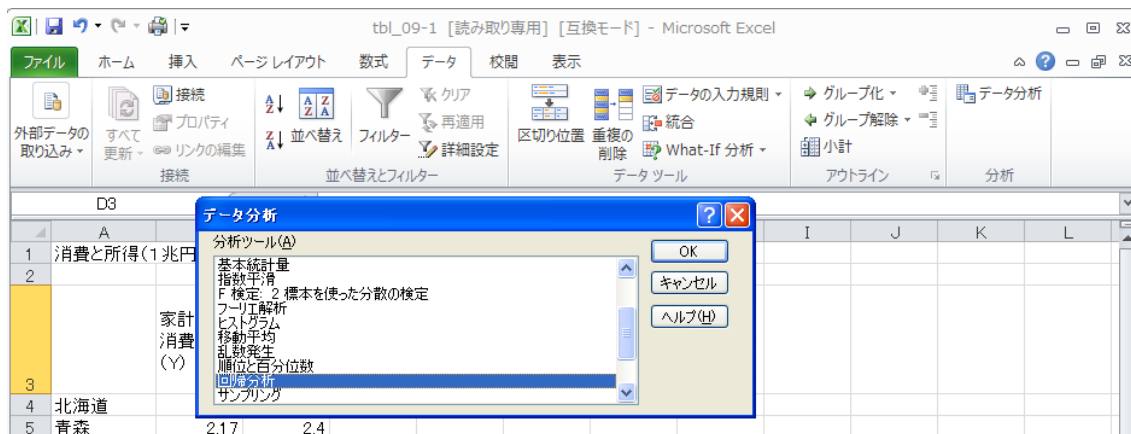 tbl_09-1 [読み取り専用] [互換モード] - Microsoft Excel
ファイル ホーム 挿入 ページ レイアウト 数式 データ 校閲 表示
外部データの取り込み
すべて更新
接続
プロパティ
リンクの編集
接続
並べ替え
フィルター
クリア
再適用
詳細設定
並べ替えとフィルター
区切り位置
重複の削除
データの入力規則
統合
What-If 分析
データ ツール
グループ化
グループ解除
小計
アウトライン
データ分析
分析
D3
データ分析
分析ツール(A)
基本統計量
指数平滑
F 検定: 2 標本を使った分散の検定
フーリエ解析
ヒストグラム
移動平均
乱数発生
順位と百分位数
回帰分析
サンプリング
OK
キャンセル
ヘルプ(H)
A I J K L
1 消費と所得(1兆円
2
3 家計消費(Y)
4 北海道
5 青森 2.17 2.4